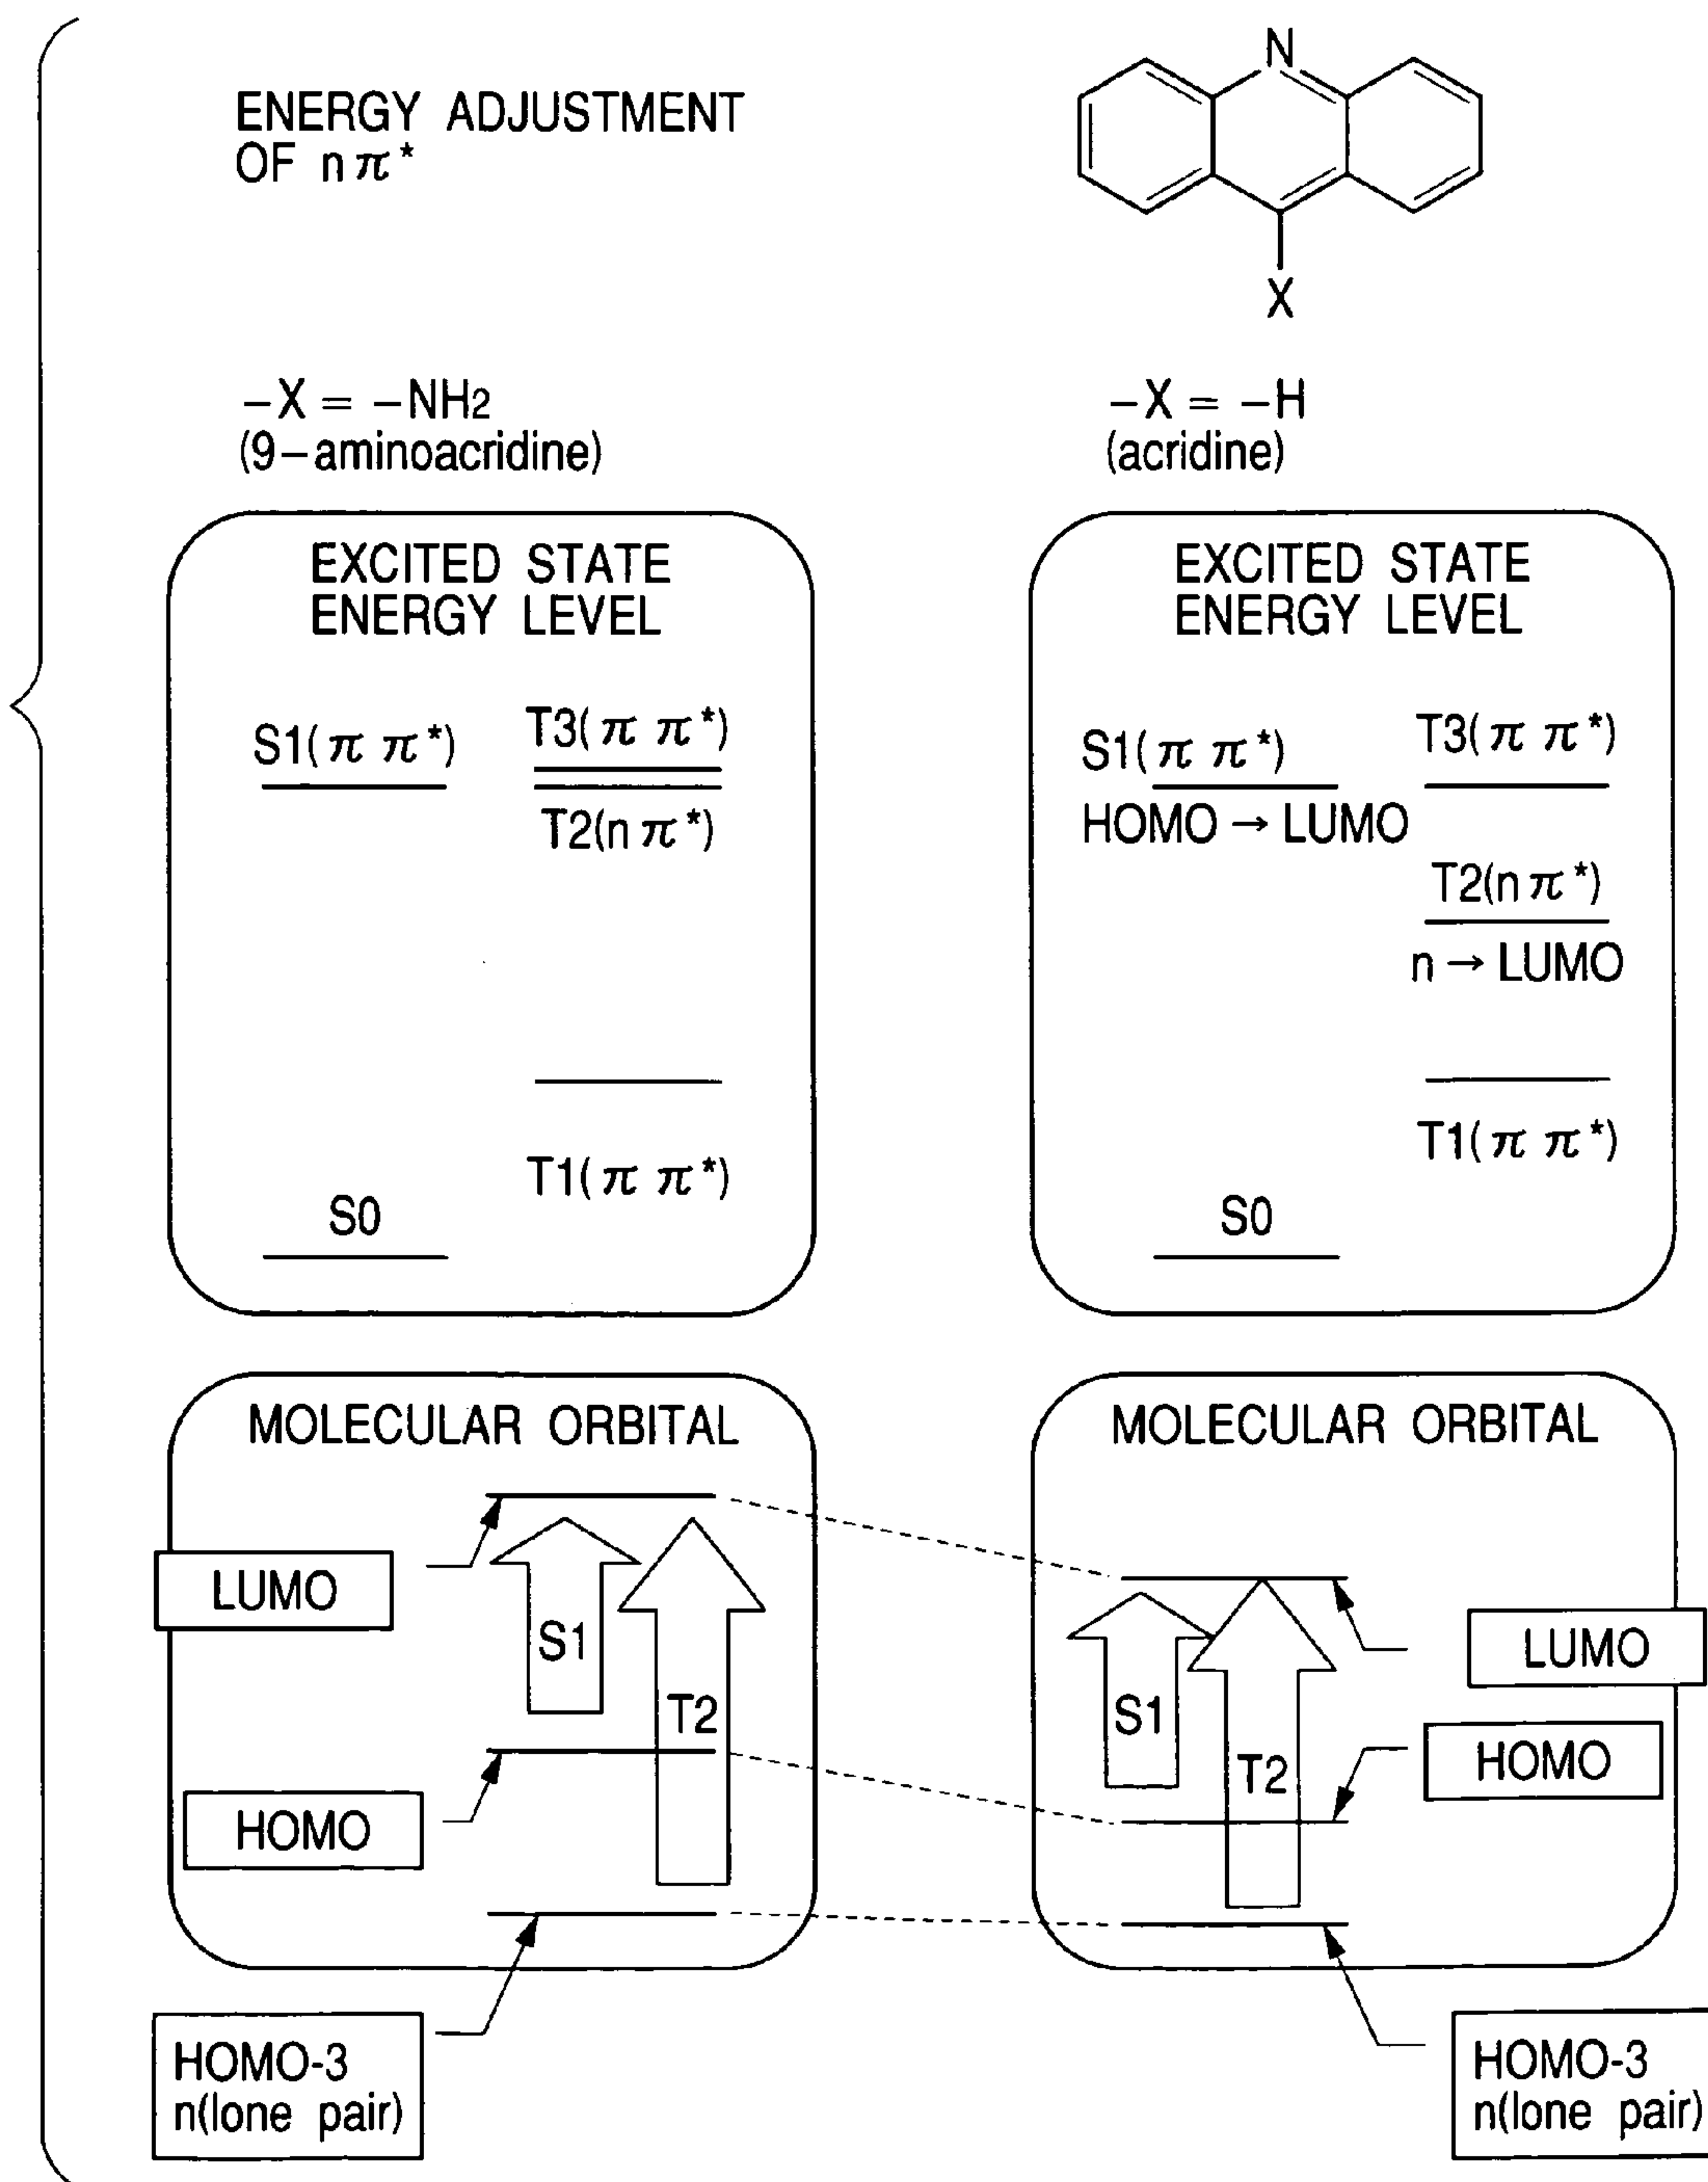 ENERGY ADJUSTMENT
OF nπ*
N
X
–X = –NH2
(9–aminoacridine)
–X = –H
(acridine)
EXCITED STATE
ENERGY LEVEL
S1(π π*)
T3(π π*)
T2(nπ*)
T1(π π*)
S0
EXCITED STATE
ENERGY LEVEL
S1(π π*)
HOMO → LUMO
T3(π π*)
T2(nπ*)
n → LUMO
T1(π π*)
S0
MOLECULAR ORBITAL
LUMO
S1
T2
HOMO
HOMO-3
n(lone pair)
MOLECULAR ORBITAL
LUMO
S1
T2
HOMO
HOMO-3
n(lone pair)